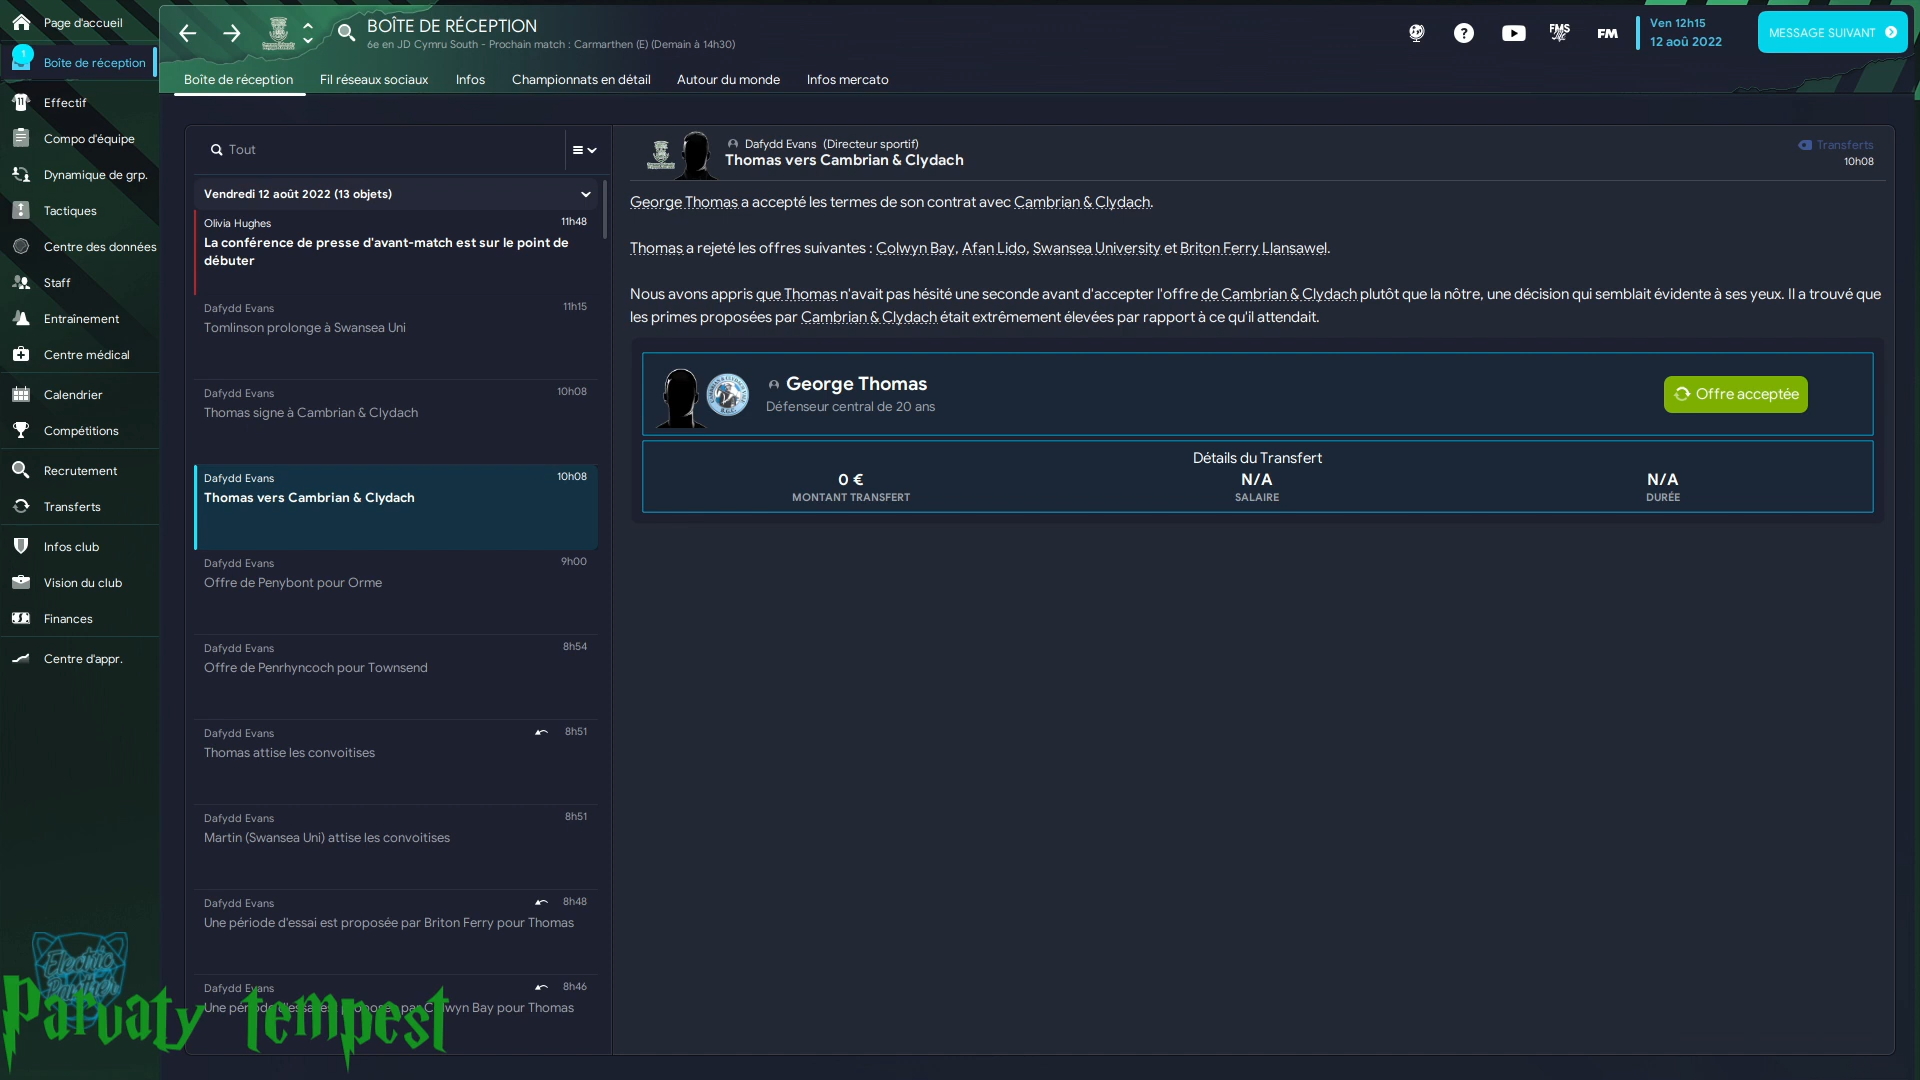 Page d'accueil
1
Boîte de réception
Effectif
Compo d'équipe
Dynamique de grp.
Tactiques
Centre des données
Staff
Entraînement
Centre médical
Calendrier
Compétitions
Recrutement
Transferts
Infos club
Vision du club
Finances
Centre d'appr.
BOÎTE DE RÉCEPTION
6e en JD Cymru South - Prochain match : Carmarthen (E) (Demain à 14h30)
FMS
FM
Ven 12h15
12 aoû 2022
MESSAGE SUIVANT
Boîte de réception
Fil réseaux sociaux
Infos
Championnats en détail
Autour du monde
Infos mercato
Tout
Vendredi 12 août 2022 (13 objets)
Olivia Hughes 11h48
La conférence de presse d'avant-match est sur le point de
débuter
Dafydd Evans 11h15
Tomlinson prolonge à Swansea Uni
Dafydd Evans 10h08
Thomas signe à Cambrian & Clydach
Dafydd Evans 10h08
Thomas vers Cambrian & Clydach
Dafydd Evans 9h00
Offre de Penybont pour Orme
Dafydd Evans 8h54
Offre de Penrhyncoch pour Townsend
Dafydd Evans 8h51
Thomas attise les convoitises
Dafydd Evans 8h51
Martin (Swansea Uni) attise les convoitises
Dafydd Evans 8h48
Une période d'essai est proposée par Briton Ferry pour Thomas
Dafydd Evans 8h46
Une période d'essai est proposée par Colwyn Bay pour Thomas
Dafydd Evans (Directeur sportif)
Thomas vers Cambrian & Clydach
Transferts
10h08
George Thomas a accepté les termes de son contrat avec Cambrian & Clydach.
Thomas a rejeté les offres suivantes : Colwyn Bay, Afan Lido, Swansea University et Briton Ferry Llansawel.
Nous avons appris que Thomas n'avait pas hésité une seconde avant d'accepter l'offre de Cambrian & Clydach plutôt que la nôtre, une décision qui semblait évidente à ses yeux. Il a trouvé que
les primes proposées par Cambrian & Clydach était extrêmement élevées par rapport à ce qu'il attendait.
George Thomas
Défenseur central de 20 ans
Offre acceptée
Détails du Transfert
0 € N/A N/A
MONTANT TRANSFERT SALAIRE DURÉE
Electric
Panther
Parvaty tempest